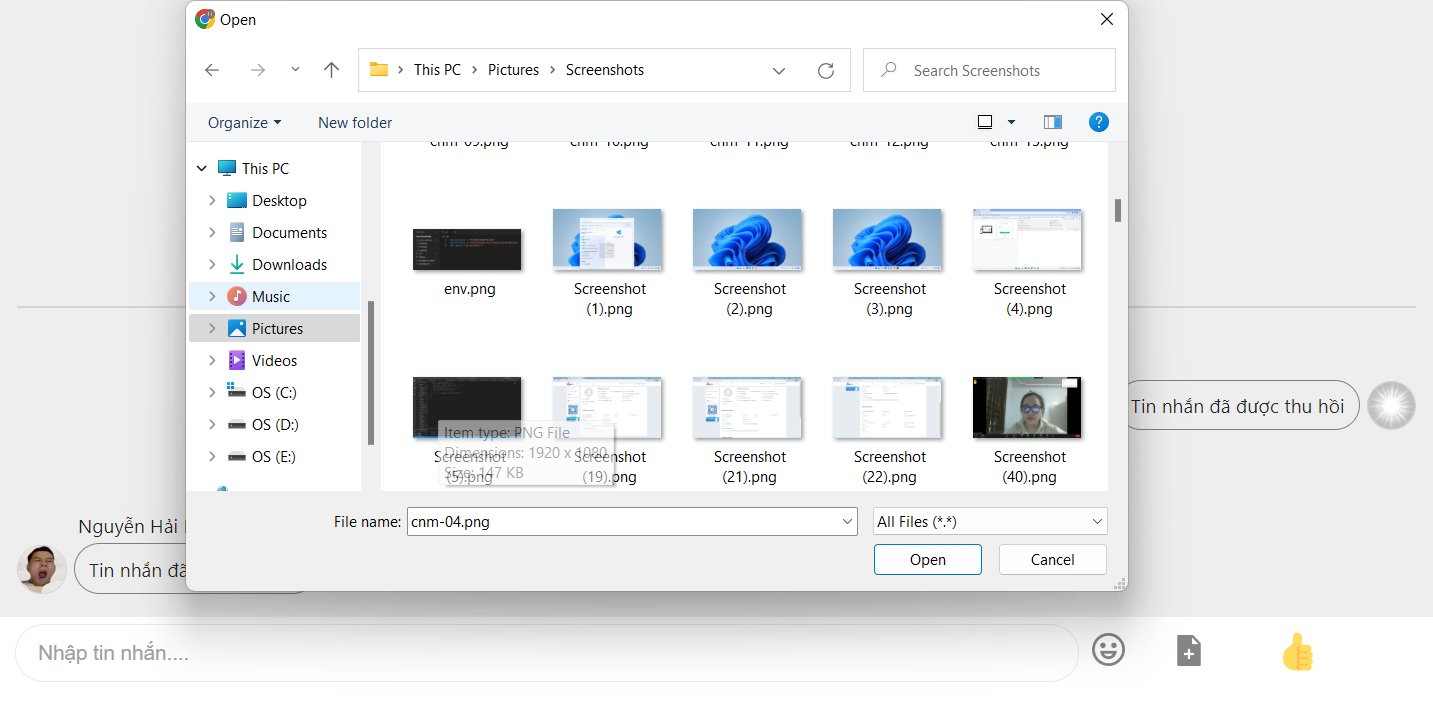 Open
This PC
Pictures
Screenshots
Search Screenshots
Organize
New folder
cnm-09.png
cnm-10.png
cnm-11.png
cnm-12.png
cnm-13.png
This PC
Desktop
Documents
Downloads
Music
Pictures
Videos
OS (C:)
OS (D:)
OS (E:)
env.png
Screenshot
(1).png
Screenshot
(2).png
Screenshot
(3).png
Screenshot
(4).png
Screenshot
(5).png
Screenshot
(19).png
Screenshot
(21).png
Screenshot
(22).png
Screenshot
(40).png
Item type: PNG File
Dimensions: 1920 x 1080
Size: 147 KB
File name: cnm-04.png
All Files (*.*)
Open
Cancel
Tin nhắn đã được thu hồi
Nguyễn Hải
Tin nhắn đã
Nhập tin nhắn....